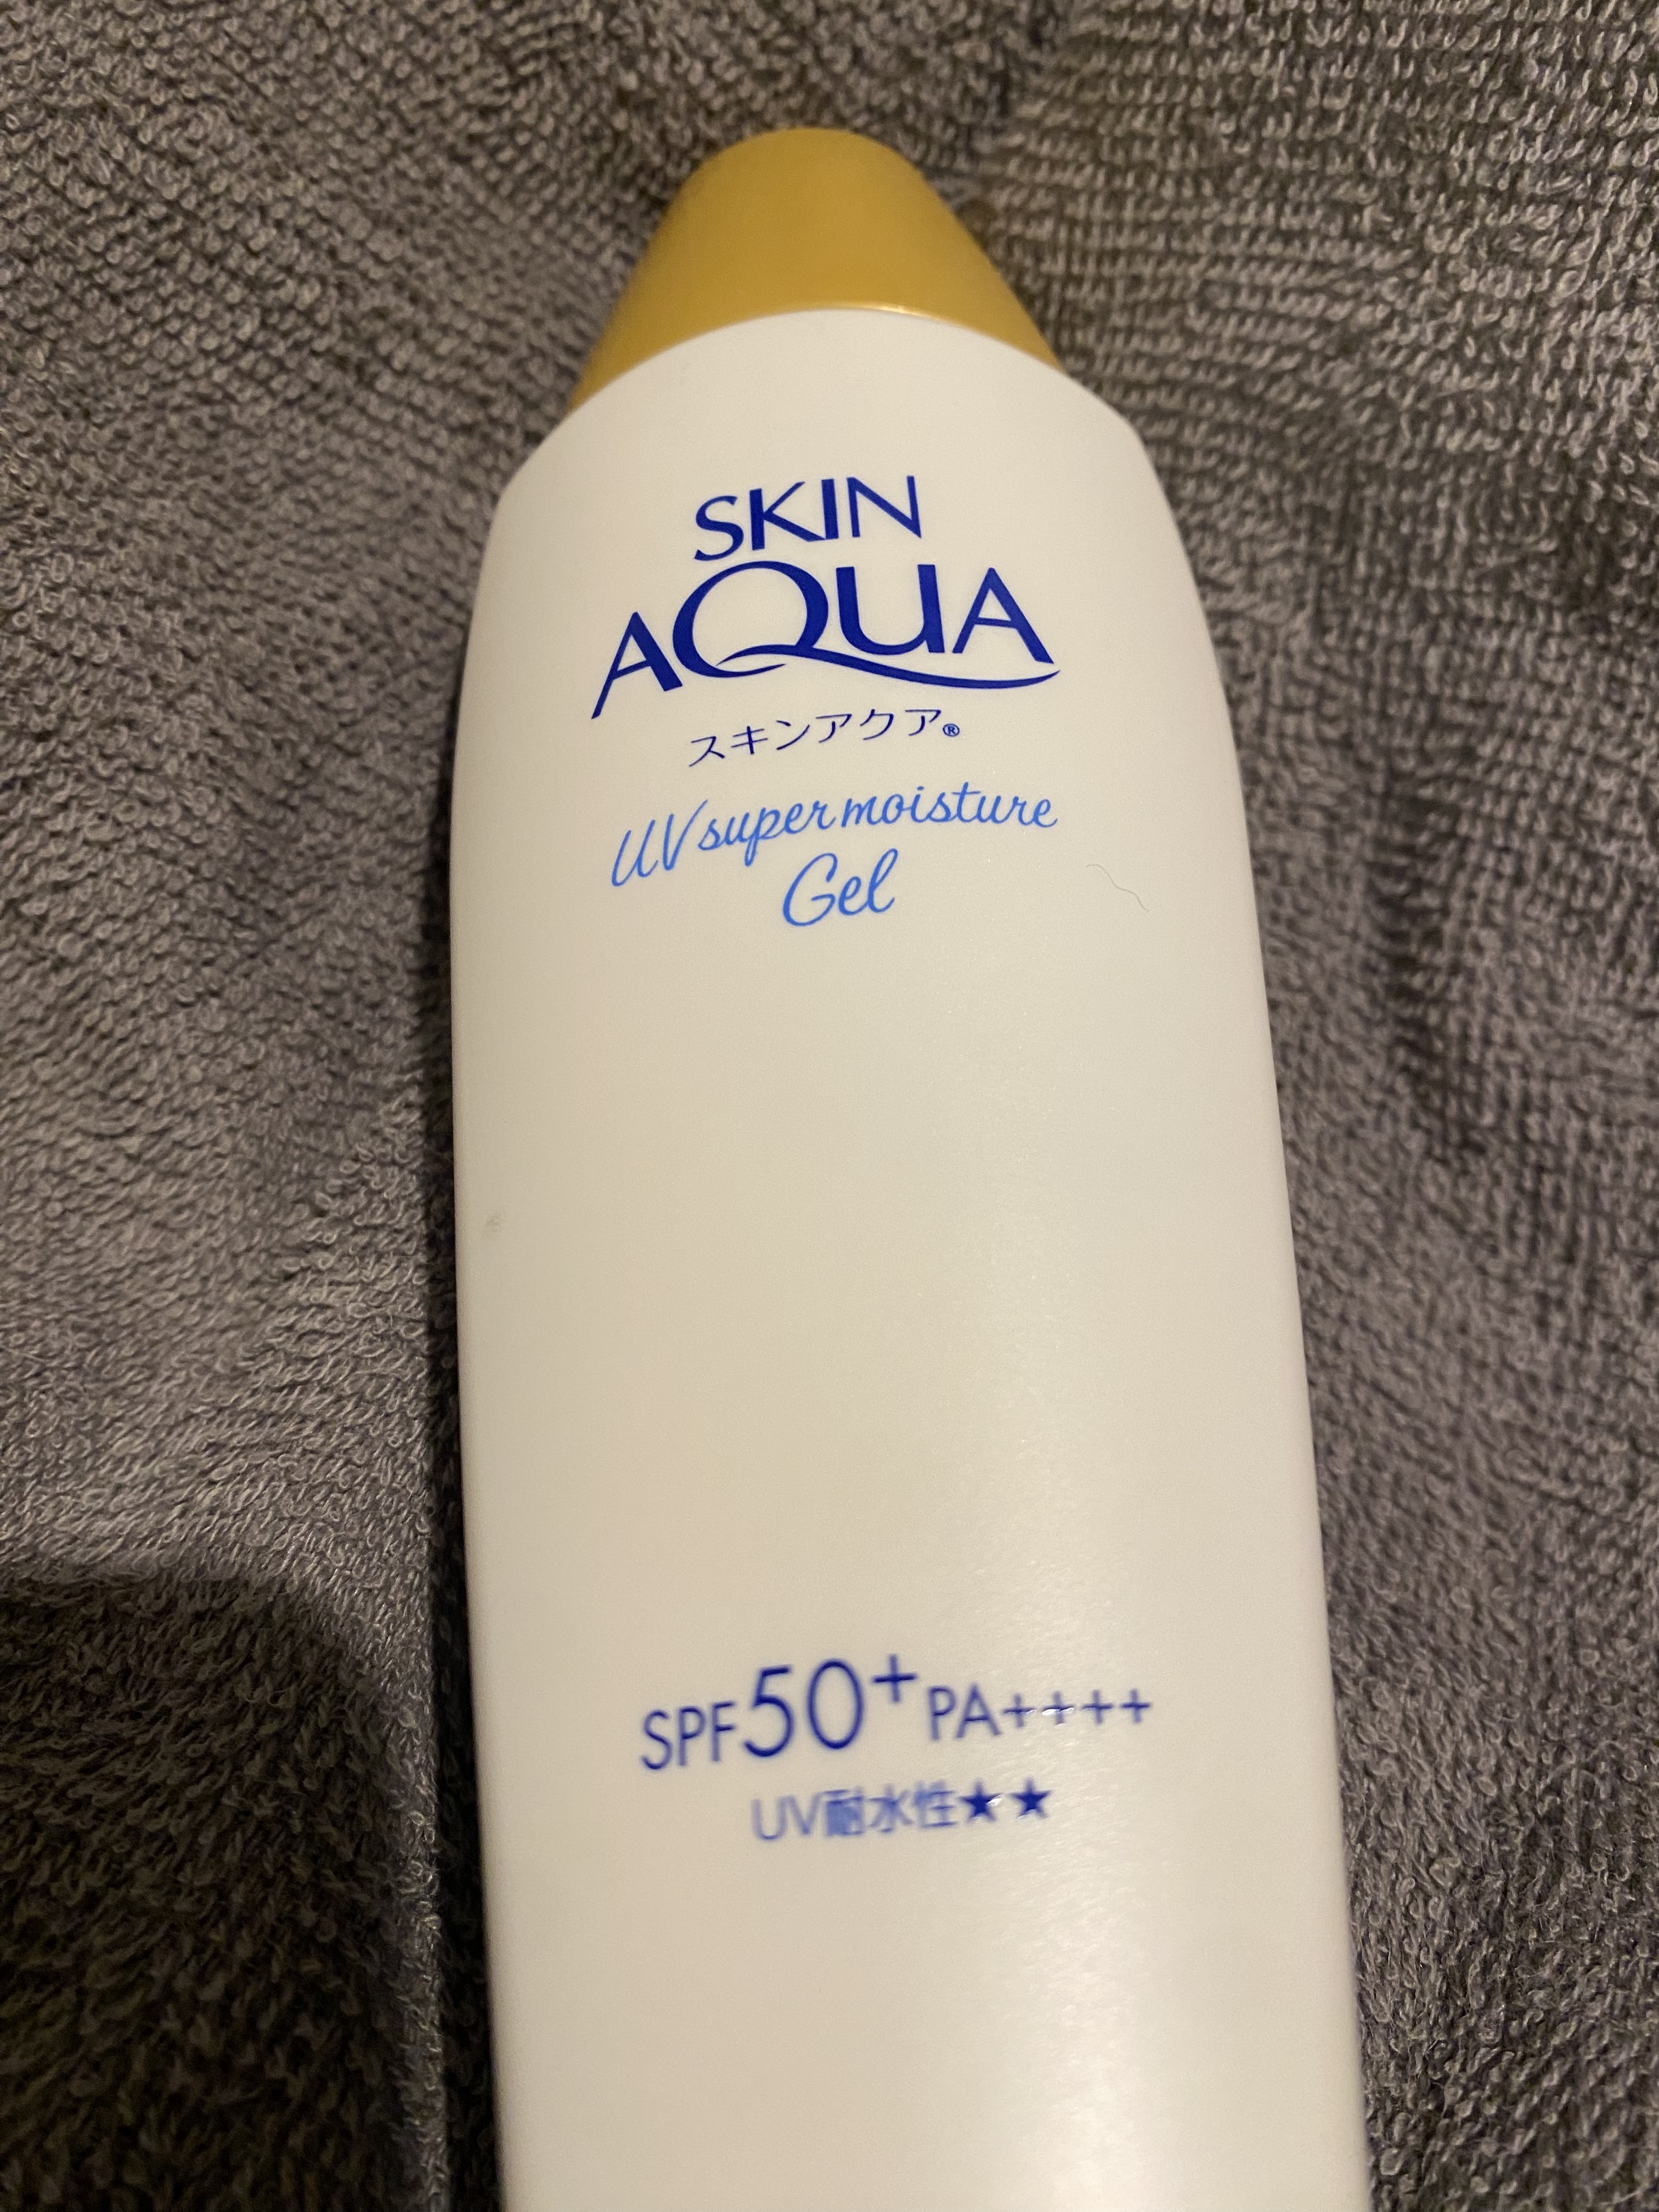 SKIN
AQUA
スキンアクア®
UV super moisture
Gel
SPF50+ PA++++
UV耐水性★★